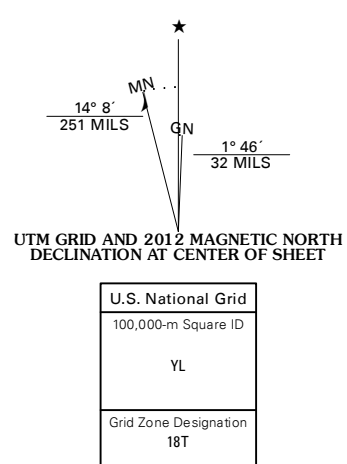 MN
GN
14° 8´
251 MILS
1° 46´
32 MILS
UTM GRID AND 2012 MAGNETIC NORTH
DECLINATION AT CENTER OF SHEET
U.S. National Grid
100,000-m Square ID
YL
Grid Zone Designation
18T